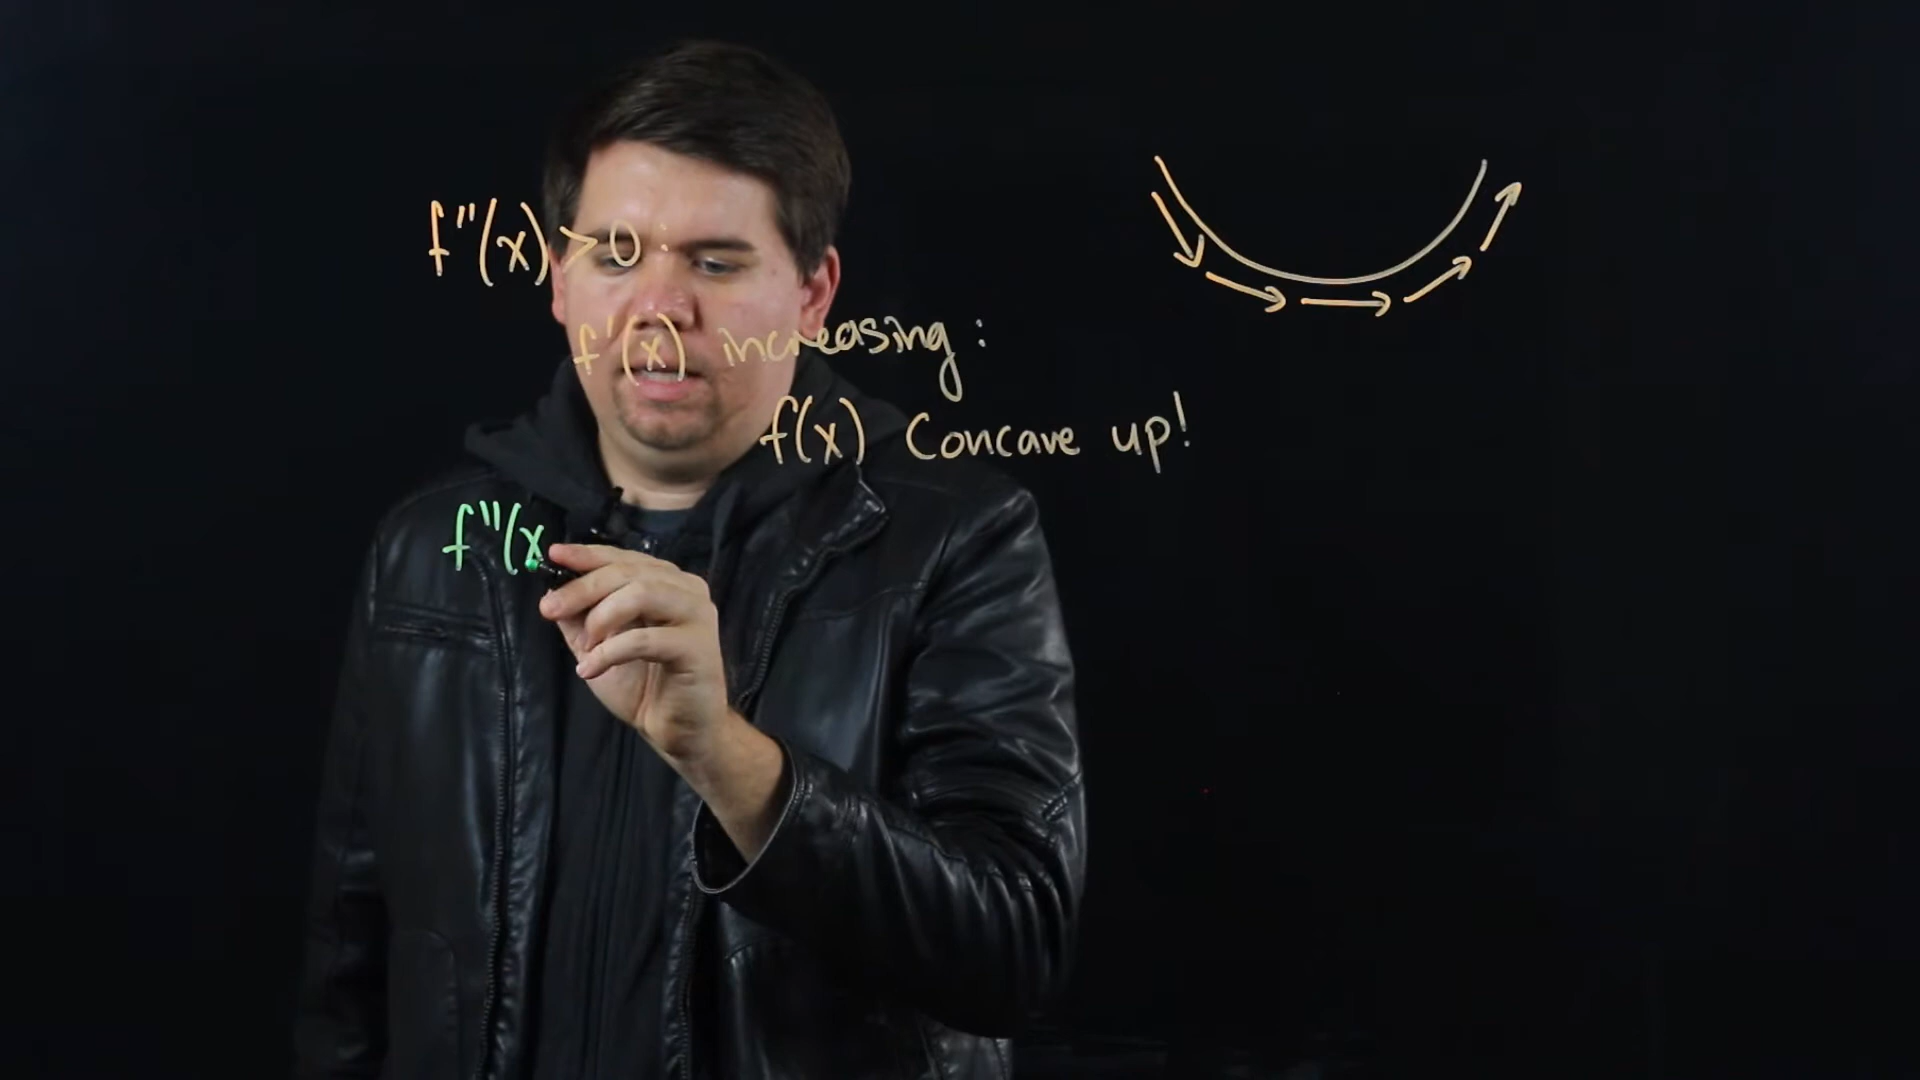 f''(x) > 0 :
f'(x) increasing :
f(x) Concave up!
f''(x